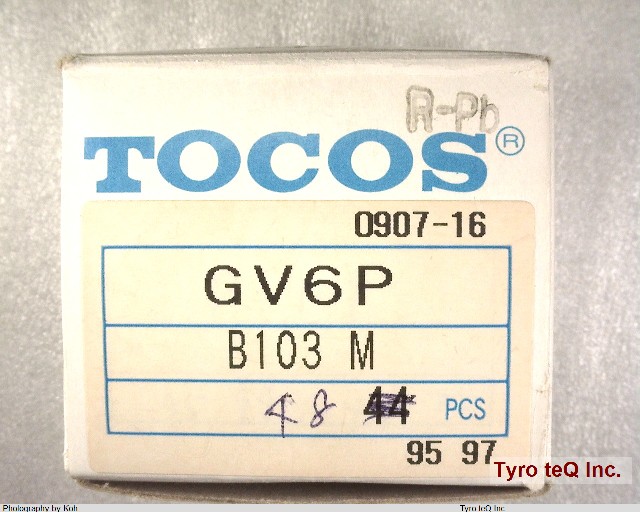 R-Pb
TOCOS®
0907-16
GV6P
B103 M
48 44 PCS
95 97
Tyro teQ Inc.
Photography by Koh
Tyro teQ Inc.